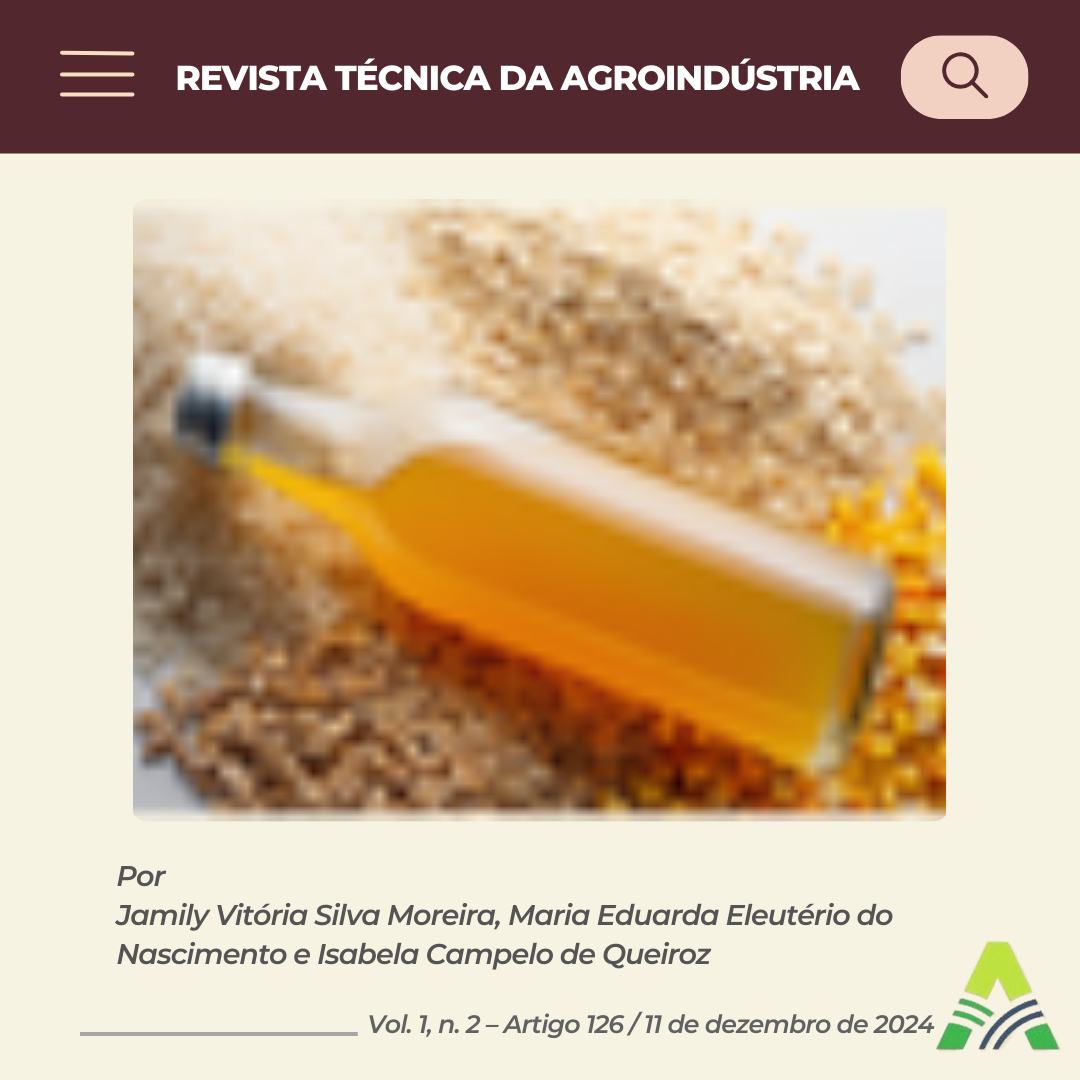 REVISTA TÉCNICA DA AGROINDÚSTRIA
Por
Jamily Vitória Silva Moreira, Maria Eduarda Eleutério do
Nascimento e Isabela Campelo de Queiroz
Vol. 1, n. 2 – Artigo 126 / 11 de dezembro de 2024